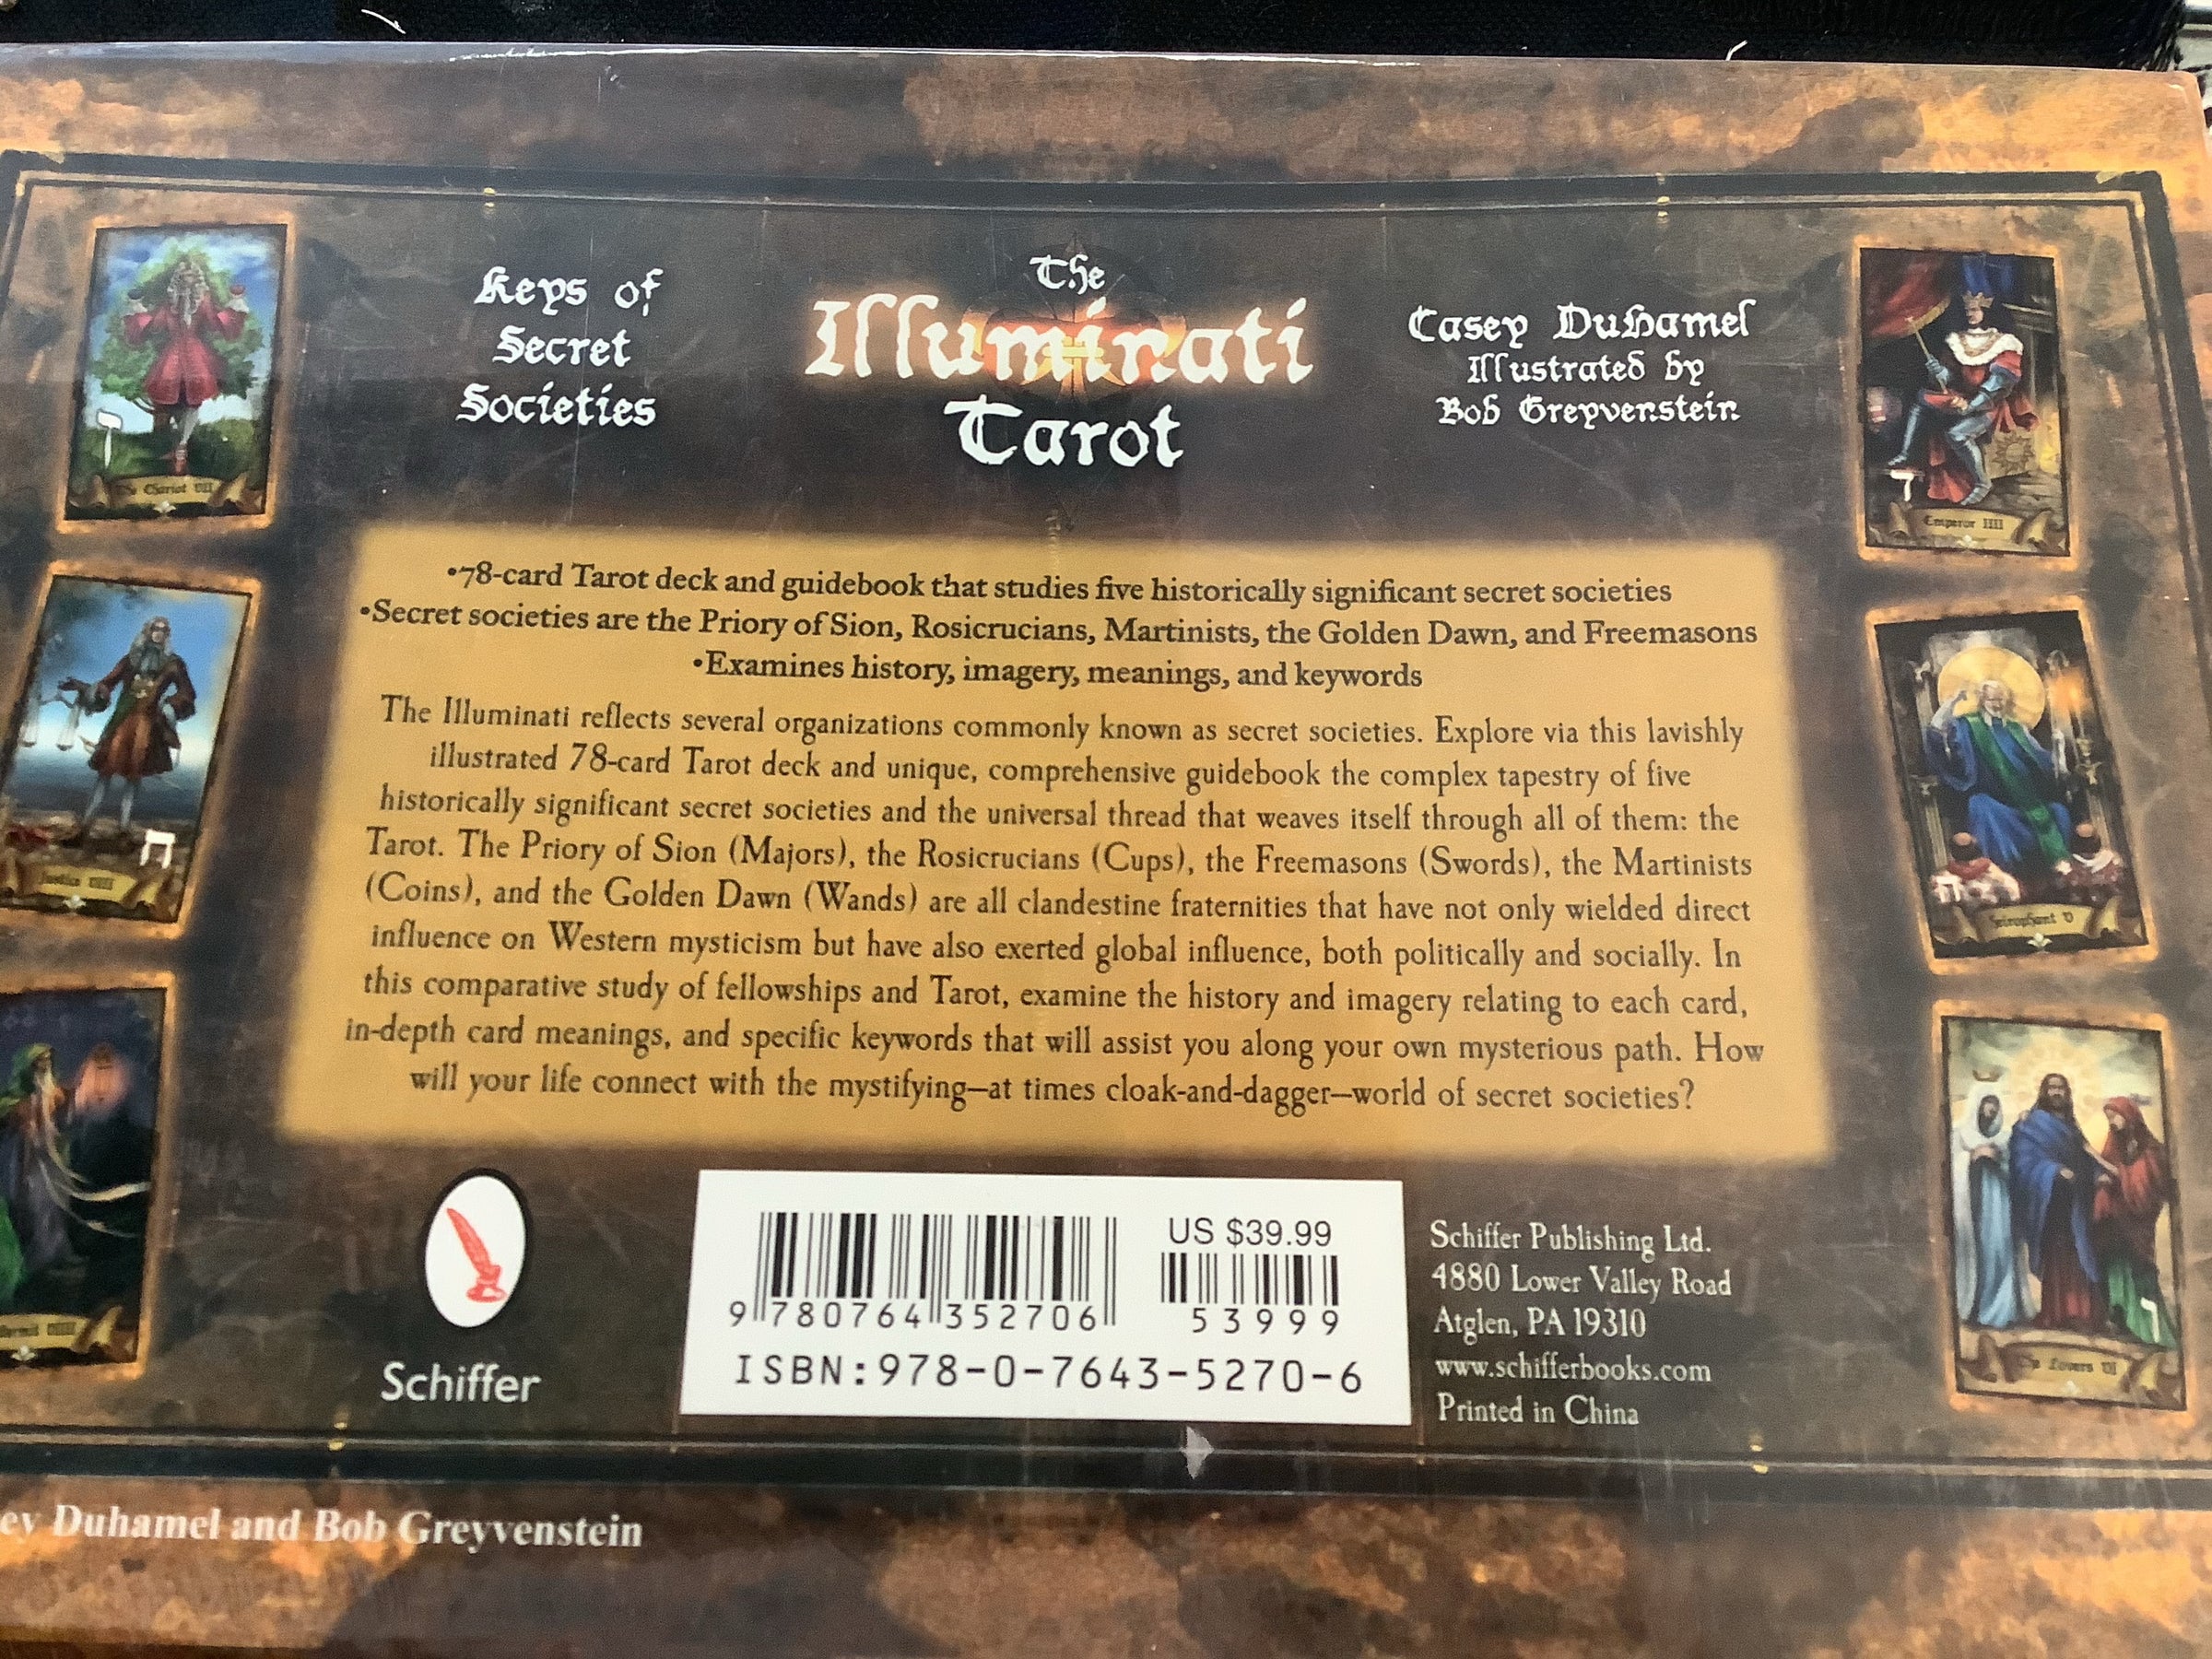 Keys of
Secret
Societies
The
Illuminati
Tarot
Casey Duhamel
Illustrated by
Bob Greyvenstein
•78-card Tarot deck and guidebook that studies five historically significant secret societies
•Secret societies are the Priory of Sion, Rosicrucians, Martinists, the Golden Dawn, and Freemasons
•Examines history, imagery, meanings, and keywords
The Illuminati reflects several organizations commonly known as secret societies. Explore via this lavishly
illustrated 78-card Tarot deck and unique, comprehensive guidebook the complex tapestry of five
historically significant secret societies and the universal thread that weaves itself through all of them: the
Tarot. The Priory of Sion (Majors), the Rosicrucians (Cups), the Freemasons (Swords), the Martinists
(Coins), and the Golden Dawn (Wands) are all clandestine fraternities that have not only wielded direct
influence on Western mysticism but have also exerted global influence, both politically and socially. In
this comparative study of fellowships and Tarot, examine the history and imagery relating to each card,
in-depth card meanings, and specific keywords that will assist you along your own mysterious path. How
will your life connect with the mystifying—at times cloak-and-dagger—world of secret societies?
Chariot VII
Justice
Emperor IIII
V
ד
ח
Lovers VI
ז
Schiffer
US $39.99
9 780764 352706
53999
ISBN:978-0-7643-5270-6
Schiffer Publishing Ltd.
4880 Lower Valley Road
Atglen, PA 19310
www.schifferbooks.com
Printed in China
ey Duhamel and Bob Greyvenstein